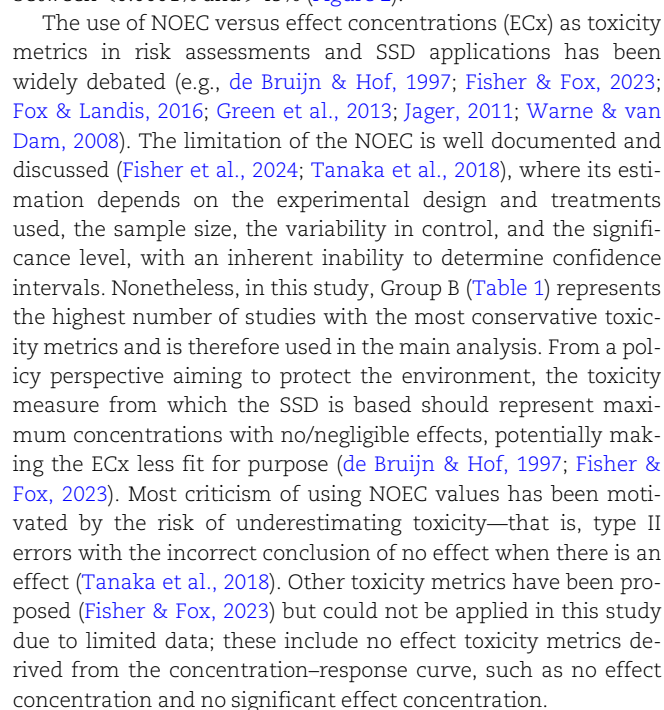 The use of NOEC versus effect concentrations (ECx) as toxicity
metrics in risk assessments and SSD applications has been
widely debated (e.g., de Bruijn & Hof, 1997; Fisher & Fox, 2023;
Fox & Landis, 2016; Green et al., 2013; Jager, 2011; Warne & van
Dam, 2008). The limitation of the NOEC is well documented and
discussed (Fisher et al., 2024; Tanaka et al., 2018), where its esti-
mation depends on the experimental design and treatments
used, the sample size, the variability in control, and the signifi-
cance level, with an inherent inability to determine confidence
intervals. Nonetheless, in this study, Group B (Table 1) represents
the highest number of studies with the most conservative toxic-
ity metrics and is therefore used in the main analysis. From a pol-
icy perspective aiming to protect the environment, the toxicity
measure from which the SSD is based should represent maxi-
mum concentrations with no/negligible effects, potentially mak-
ing the ECx less fit for purpose (de Bruijn & Hof, 1997; Fisher &
Fox, 2023). Most criticism of using NOEC values has been moti-
vated by the risk of underestimating toxicity—that is, type II
errors with the incorrect conclusion of no effect when there is an
effect (Tanaka et al., 2018). Other toxicity metrics have been pro-
posed (Fisher & Fox, 2023) but could not be applied in this study
due to limited data; these include no effect toxicity metrics de-
rived from the concentration–response curve, such as no effect
concentration and no significant effect concentration.